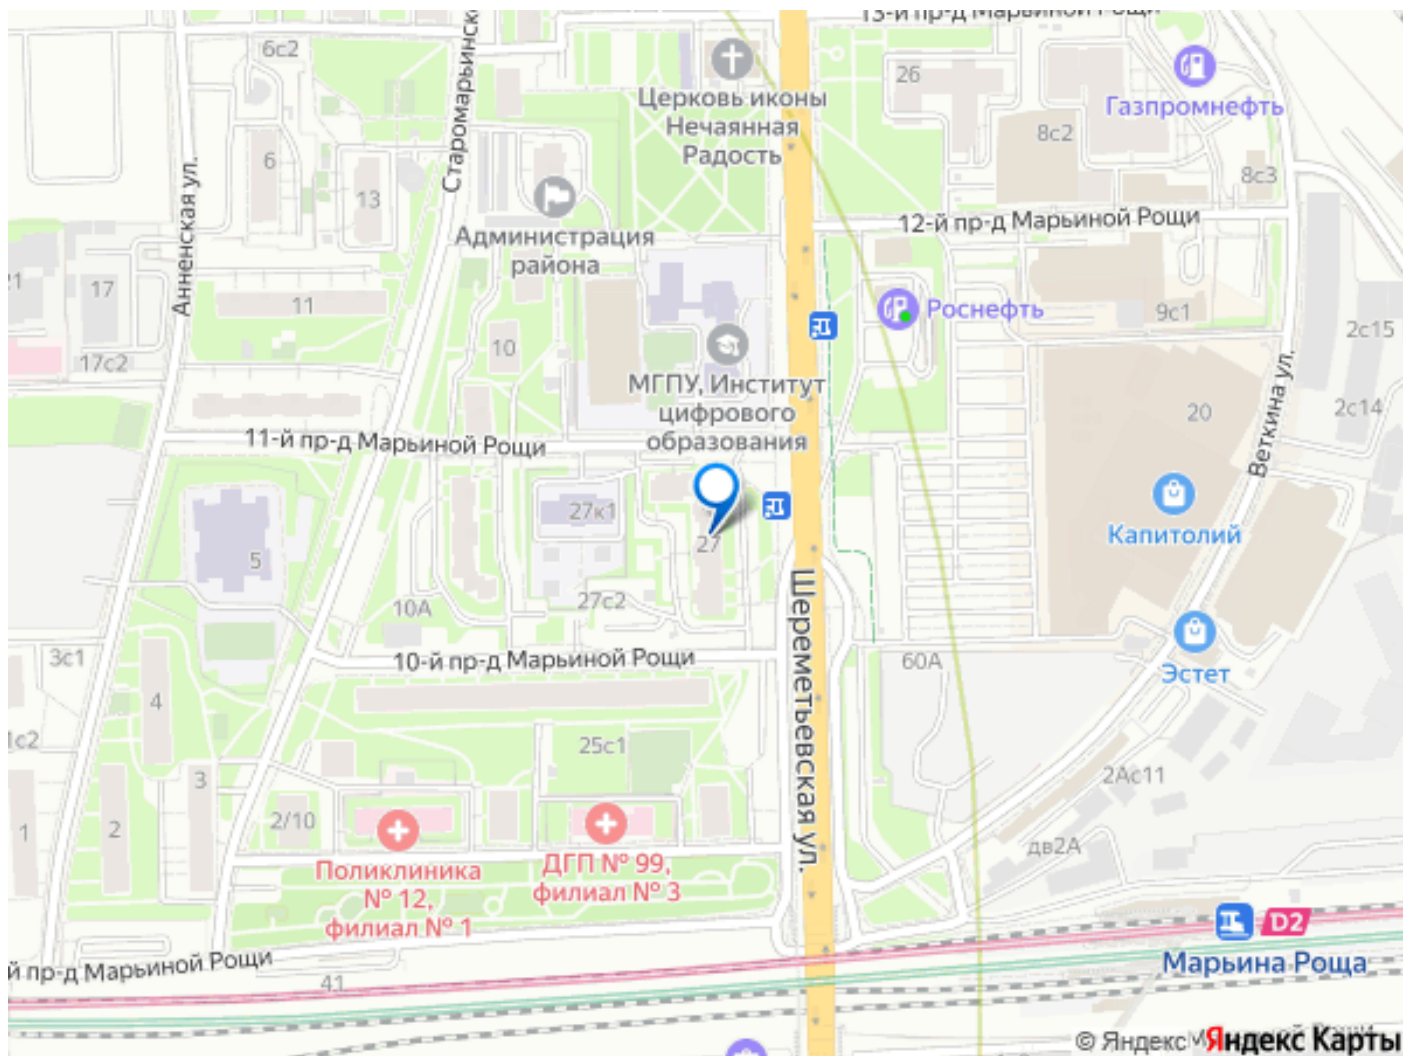 13-й пр-д Марьиной Рощи
6с2
Старомарьинск
26
Церковь иконы
Нечаянная
Радость
Газпромнефть
8с2
6
13
8с3
Анненская ул.
12-й пр-д Марьиной Рощи
Администрация
района
17
11
Роснефть
9с1
2с15
17с2
10
МГПУ, Институт
цифрового
образования
20
2с14
Веткина ул.
11-й пр-д Марьиной Рощи
27к1
27
Капитолий
5
10А
27с2
Шереметьевская ул.
3с1
10-й пр-д Марьиной Рощи
60А
Эстет
4
1с2
25с1
2Ас11
3
1
2
2/10
дв2А
Поликлиника
№ 12,
филиал № 1
ДГП № 99,
филиал № 3
D2
Марьина Роща
й пр-д Марьиной Рощи
41
© Яндекс Яндекс Карты